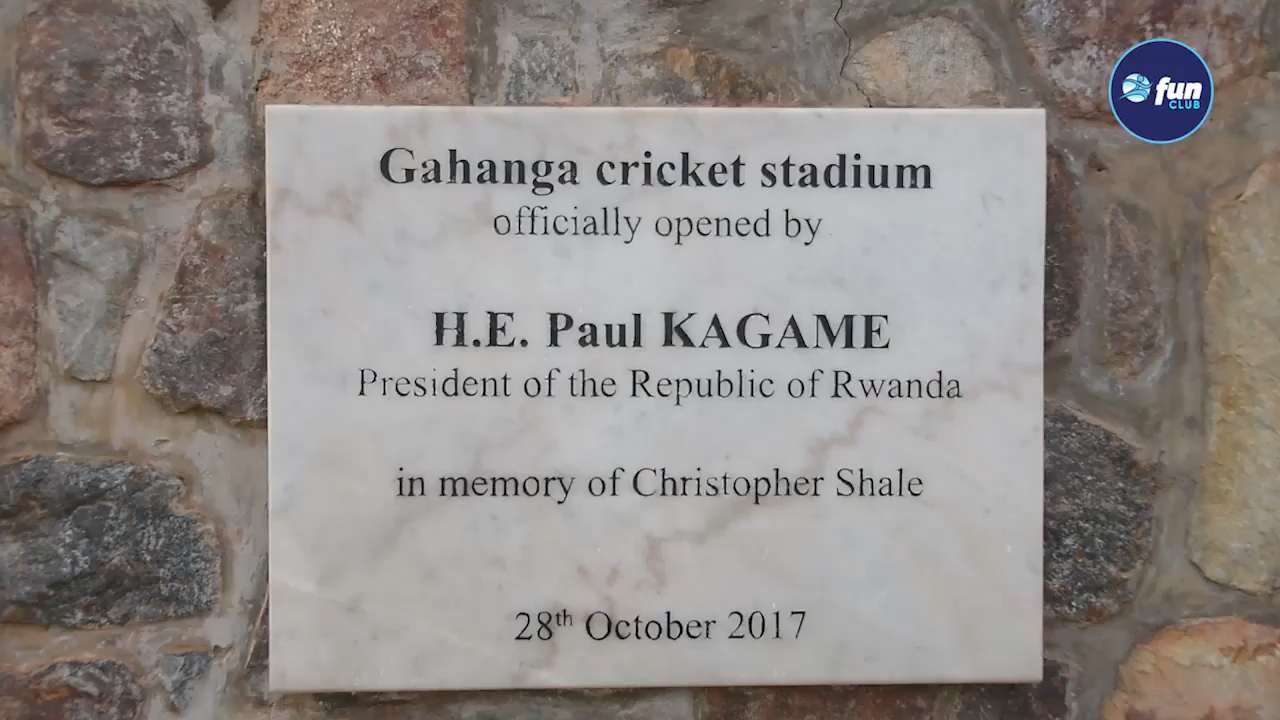 fun
CLUB
Gahanga cricket stadium
officially opened by
H.E. Paul KAGAME
President of the Republic of Rwanda
in memory of Christopher Shale
28th October 2017